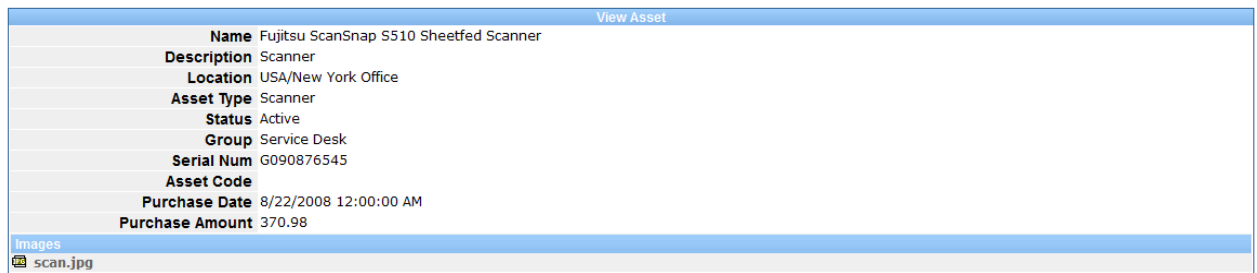 View Asset
Name Fujitsu ScanSnap S510 Sheetfed Scanner
Description Scanner
Location USA/New York Office
Asset Type Scanner
Status Active
Group Service Desk
Serial Num G090876545
Asset Code
Purchase Date 8/22/2008 12:00:00 AM
Purchase Amount 370.98
Images
scan.jpg